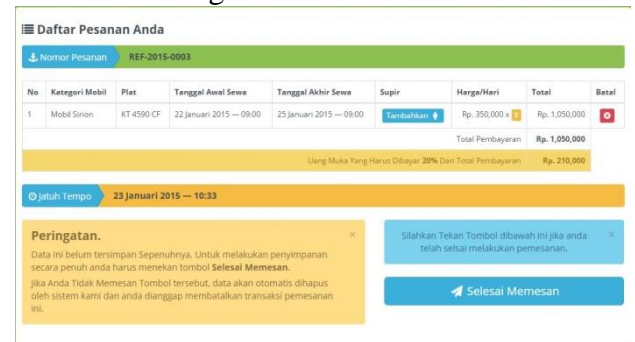 Daftar Pesanan Anda
Nomor Pesanan REF-2015-0003
No Kategori Mobil Plat Tanggal Awal Sewa Tanggal Akhir Sewa Supir Harga/Hari Total Batal
1 Mobil Sirion KT 4590 CF 22 Januari 2015 — 09:00 25 Januari 2015 — 09:00 Tambahkan Rp. 350,000 x 3 Rp. 1,050,000
Total Pembayaran Rp. 1,050,000
Uang Muka Yang Harus Dibayar 20% Dari Total Pembayaran Rp. 210,000
Jatuh Tempo 23 Januari 2015 — 10:33
Peringatan. ×
Data Ini belum tersimpan Sepenuhnya, Untuk melakukan penyimpanan
secara penuh anda harus menekan tombol Selesai Memesan.
Jika Anda Tidak Memesan Tombol tersebut, data akan otomatis dihapus
oleh sistem kami dan anda dianggap membatalkan transaksi pemesanan
ini.
Silahkan Tekan Tombol dibawah ini jika anda ×
telah selsai melakukan pemesanan.
Selesai Memesan